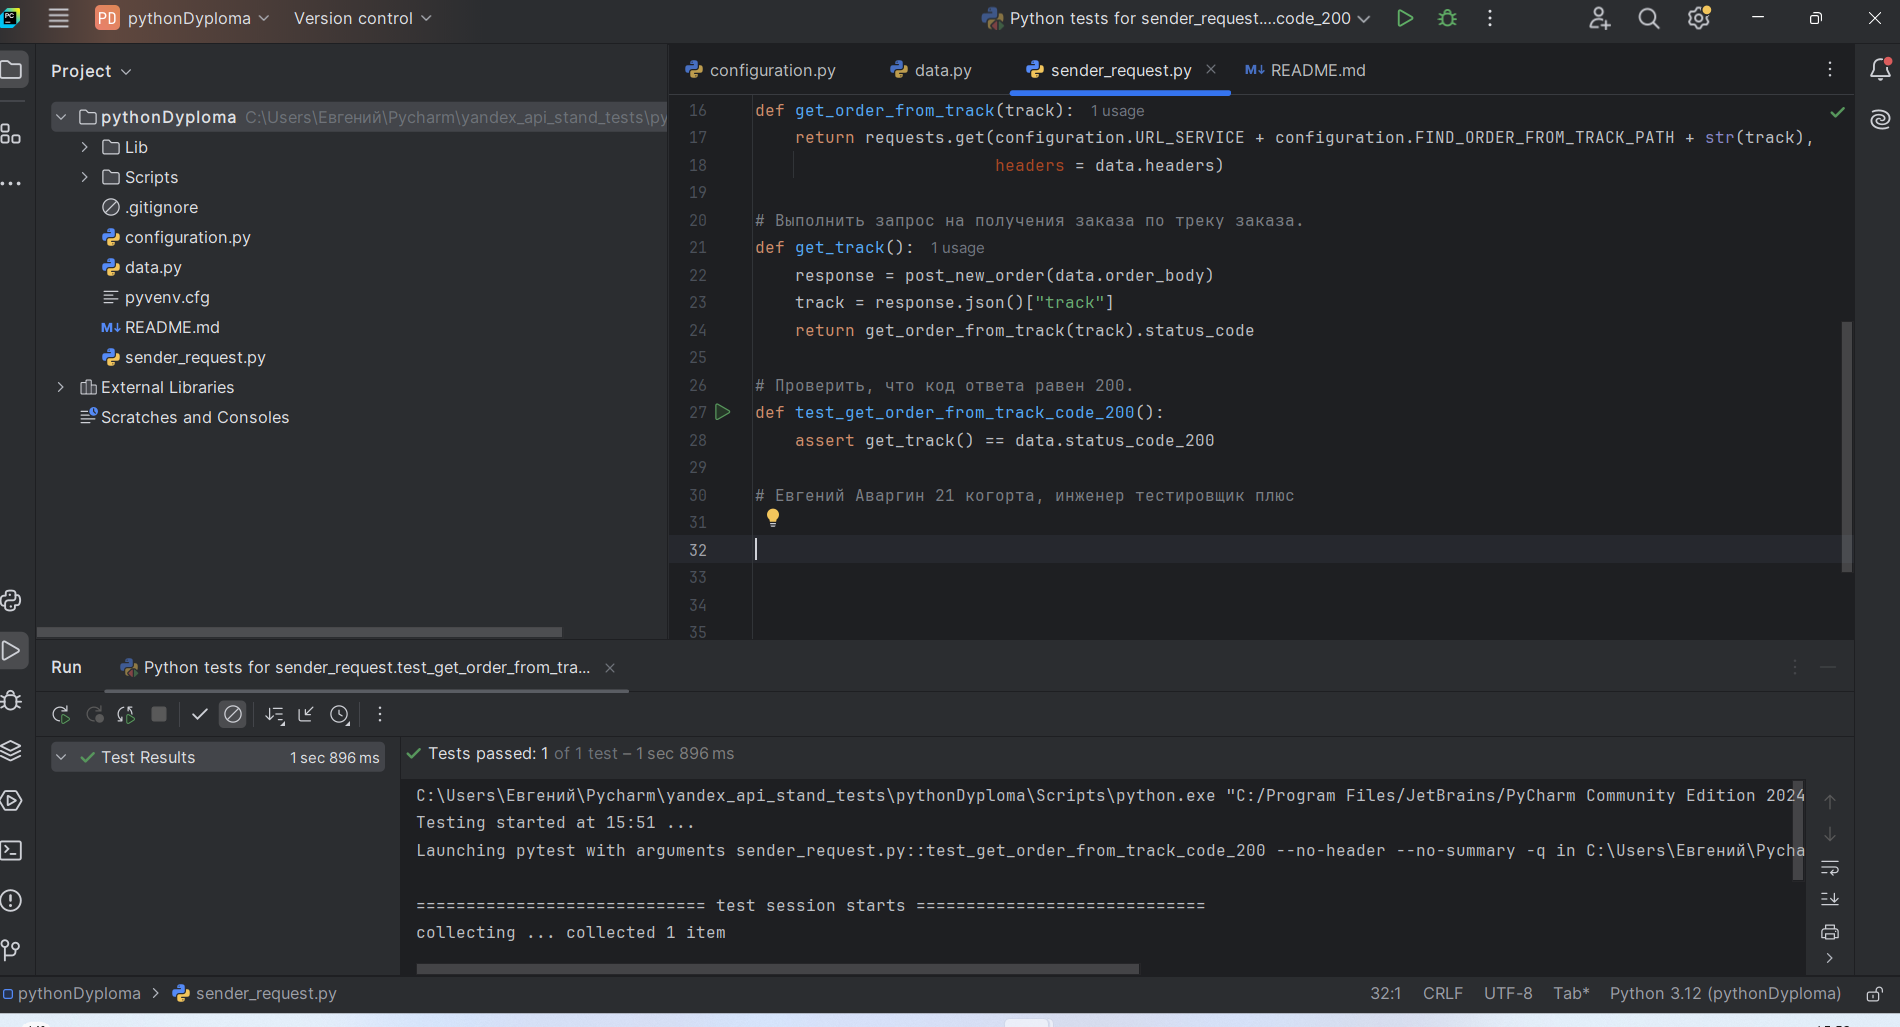 PC
PD pythonDyploma Version control Python tests for sender_request....code_200
Project
pythonDyploma C:\Users\Евгений\Pycharm\yandex_api_stand_tests\py
Lib
Scripts
.gitignore
configuration.py
data.py
pyvenv.cfg
M↓ README.md
sender_request.py
External Libraries
Scratches and Consoles
configuration.py data.py sender_request.py M↓ README.md
16 def get_order_from_track(track): 1 usage
17 return requests.get(configuration.URL_SERVICE + configuration.FIND_ORDER_FROM_TRACK_PATH + str(track),
18 headers = data.headers)
19
20 # Выполнить запрос на получения заказа по треку заказа.
21 def get_track(): 1 usage
22 response = post_new_order(data.order_body)
23 track = response.json()["track"]
24 return get_order_from_track(track).status_code
25
26 # Проверить, что код ответа равен 200.
27 def test_get_order_from_track_code_200():
28 assert get_track() == data.status_code_200
29
30 # Евгений Аваргин 21 когорта, инженер тестировщик плюс
31
32
33
34
35
Run Python tests for sender_request.test_get_order_from_tra...
Test Results 1 sec 896 ms
Tests passed: 1 of 1 test – 1 sec 896 ms
C:\Users\Евгений\Pycharm\yandex_api_stand_tests\pythonDyploma\Scripts\python.exe "C:/Program Files/JetBrains/PyCharm Community Edition 2024
Testing started at 15:51 ...
Launching pytest with arguments sender_request.py::test_get_order_from_track_code_200 --no-header --no-summary -q in C:\Users\Евгений\Pycha
============================= test session starts =============================
collecting ... collected 1 item
pythonDyploma > sender_request.py 32:1 CRLF UTF-8 Tab* Python 3.12 (pythonDyploma)